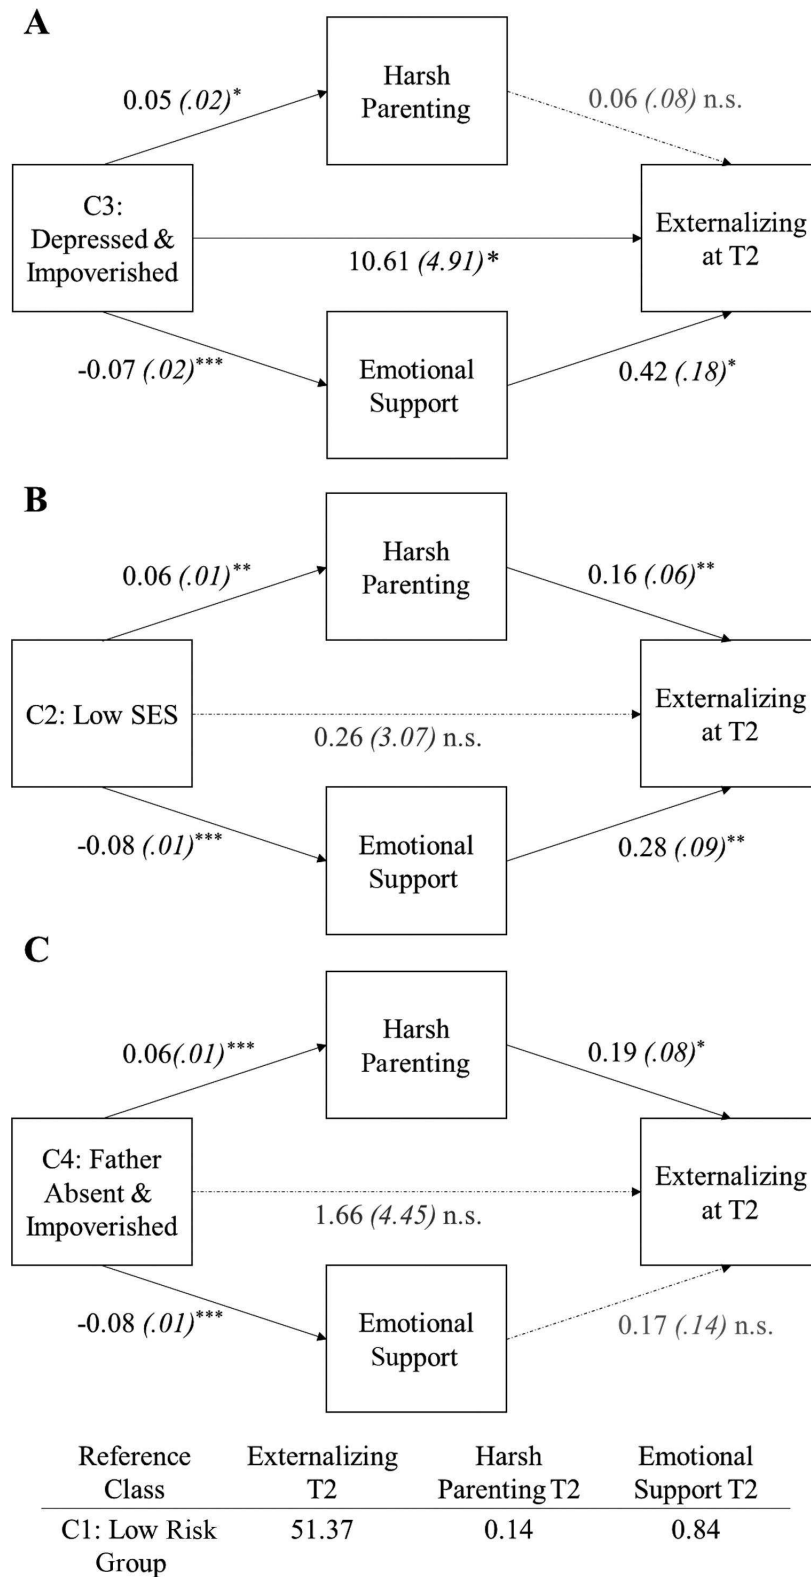 A
Harsh
Parenting
0.05 (.02)*
0.06 (.08) n.s.
C3:
Depressed &
Impoverished
Externalizing
at T2
10.61 (4.91)*
-0.07 (.02)***
Emotional
Support
0.42 (.18)*
B
Harsh
Parenting
0.06 (.01)**
0.16 (.06)**
C2: Low SES
Externalizing
at T2
0.26 (3.07) n.s.
-0.08 (.01)***
Emotional
Support
0.28 (.09)**
C
Harsh
Parenting
0.06(.01)***
0.19 (.08)*
C4: Father
Absent &
Impoverished
Externalizing
at T2
1.66 (4.45) n.s.
-0.08 (.01)***
Emotional
Support
0.17 (.14) n.s.
Reference Externalizing Harsh Emotional
Class T2 Parenting T2 Support T2
C1: Low Risk 51.37 0.14 0.84
Group